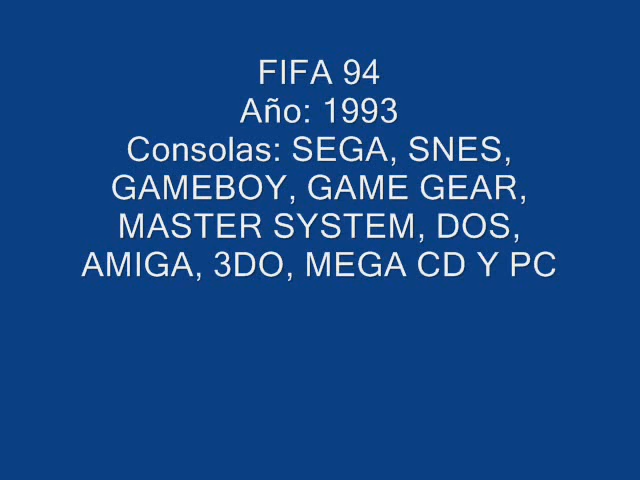 FIFA 94
Año: 1993
Consolas: SEGA, SNES,
GAMEBOY, GAME GEAR,
MASTER SYSTEM, DOS,
AMIGA, 3DO, MEGA CD Y PC